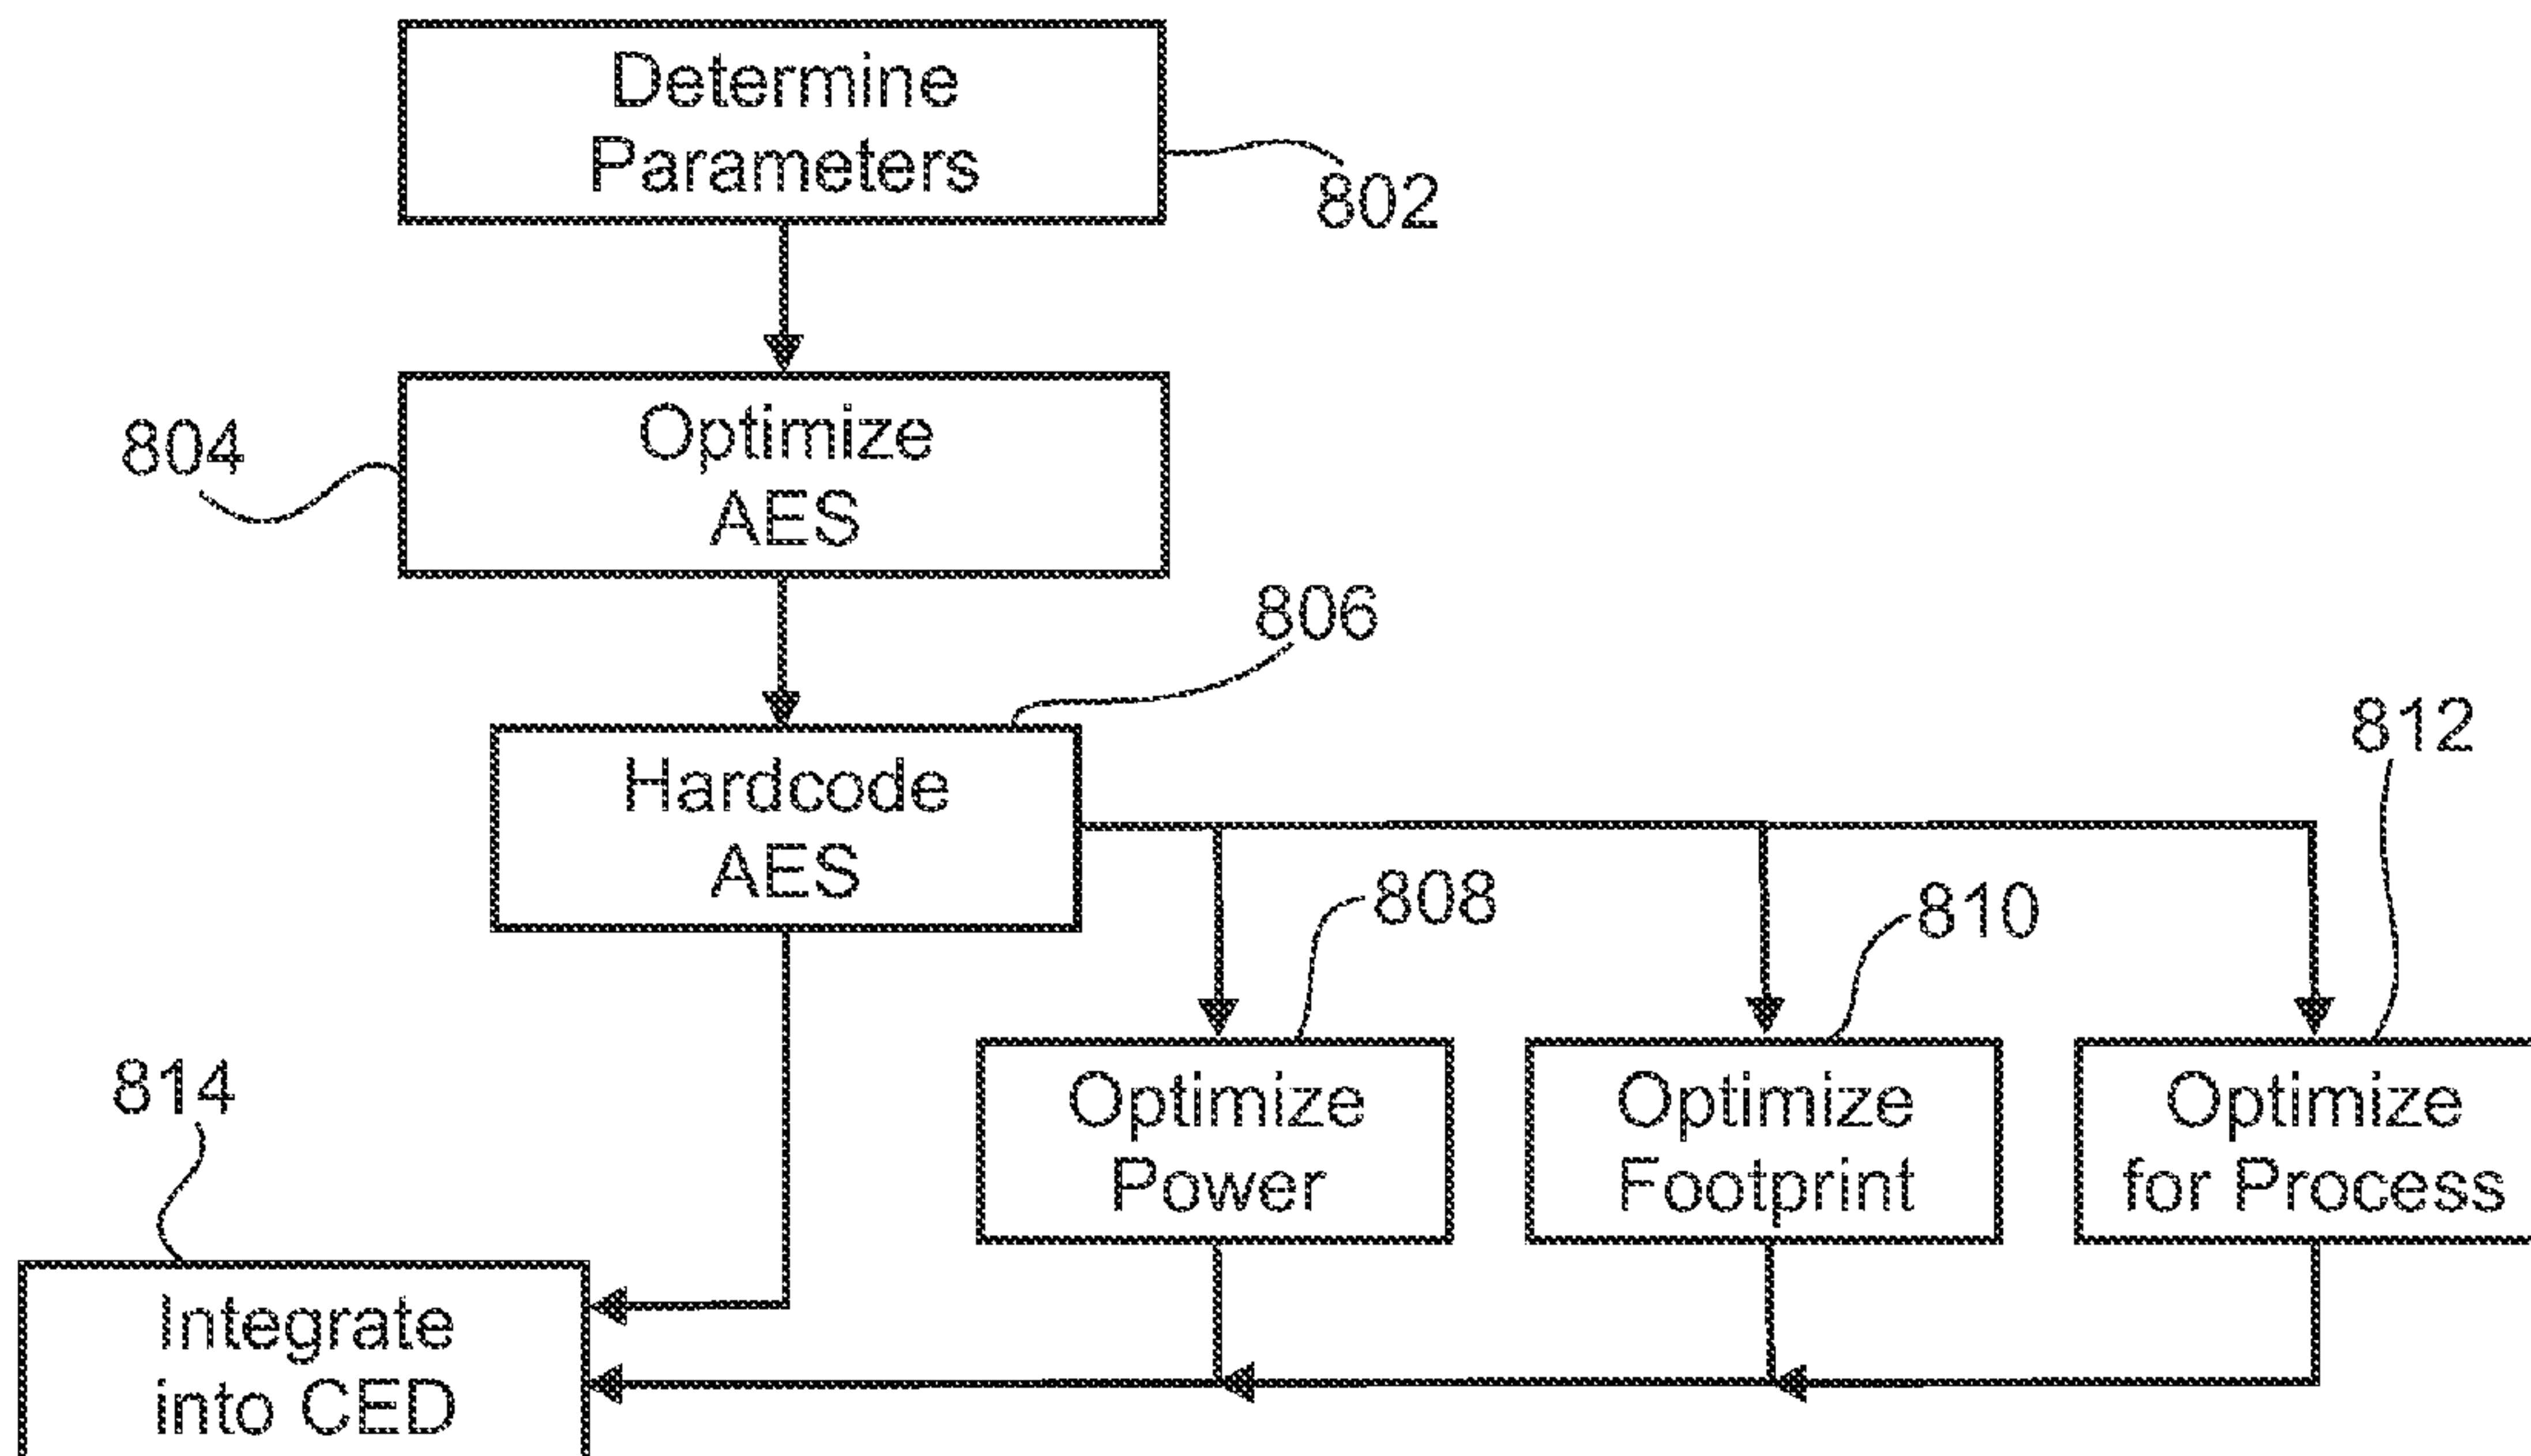 Determine
Parameters
802
804
Optimize
AES
806
Hardcode
AES
812
808
810
814
Optimize
Power
Optimize
Footprint
Optimize
for Process
Integrate
into CED